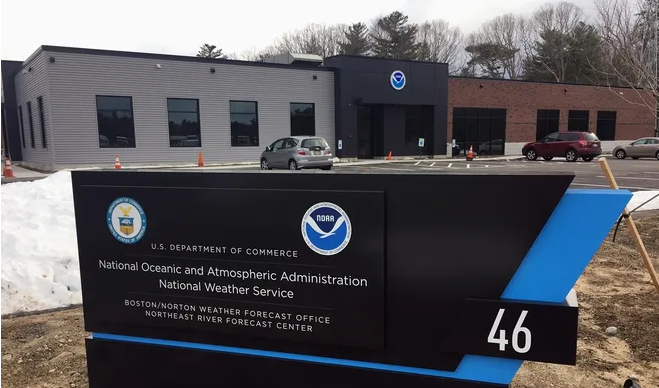 NOAA
U.S. DEPARTMENT OF COMMERCE
National Oceanic and Atmospheric Administration
National Weather Service
BOSTON/NORTON WEATHER FORECAST OFFICE
NORTHEAST RIVER FORECAST CENTER
46